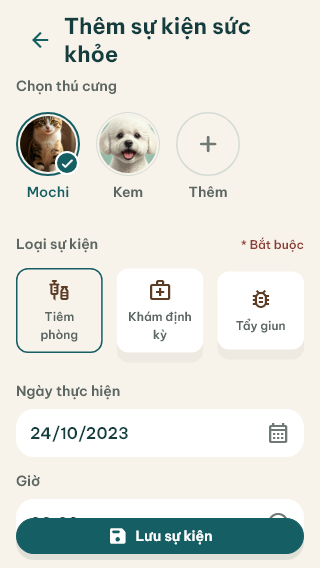 Thêm sự kiện sức
khỏe
Chọn thú cưng
Mochi
Kem
Thêm
Loại sự kiện
* Bắt buộc
Tiêm
phòng
Khám định
kỳ
Tẩy giun
Ngày thực hiện
24/10/2023
Giờ
Lưu sự kiện